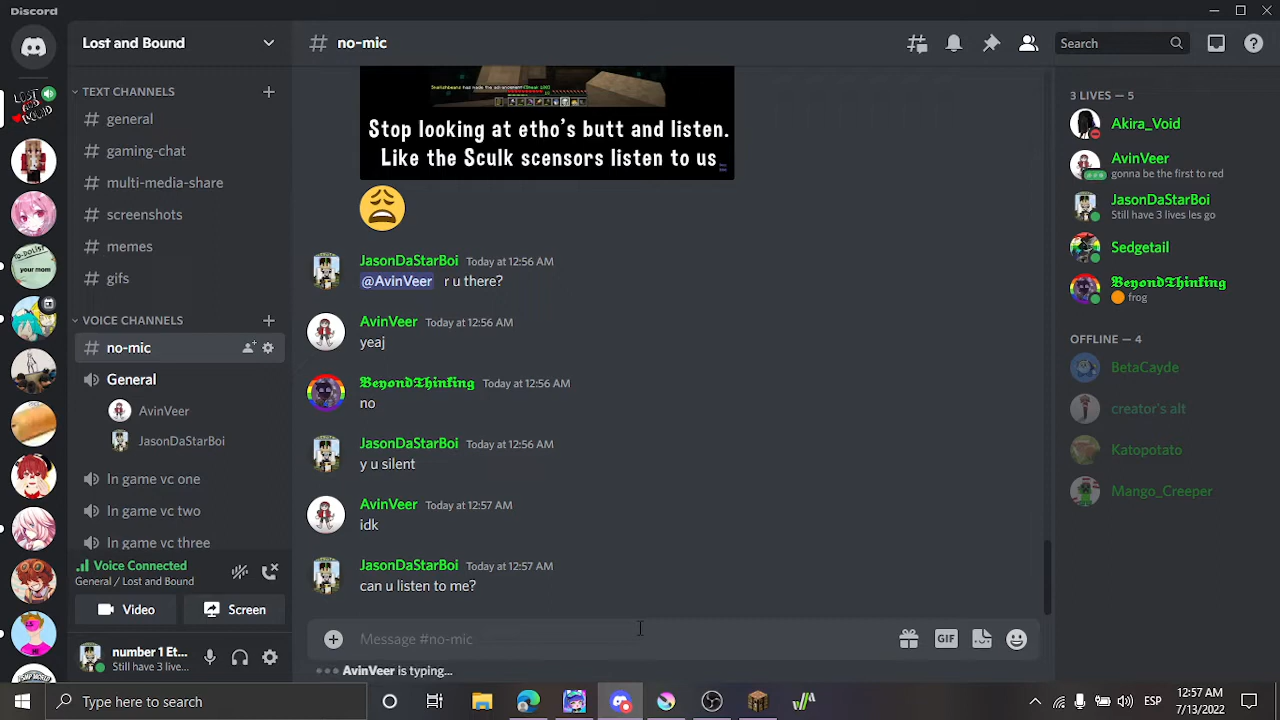 Discord
Lost and Bound
no-mic
Search
TEXT CHANNELS
general
gaming-chat
multi-media-share
screenshots
memes
gifs
VOICE CHANNELS
no-mic
General
AvinVeer
JasonDaStarBoi
In game vc one
In game vc two
In game vc three
Voice Connected
General / Lost and Bound
Video
Screen
number 1 Et...
Still have 3 live...
LOST AND BOUND
TO-DO LIST
your mom
Stop looking at etho's butt and listen.
Like the Sculk scensors listen to us
JasonDaStarBoi Today at 12:56 AM
@AvinVeer r u there?
AvinVeer Today at 12:56 AM
yeaj
BeyondThinking Today at 12:56 AM
no
JasonDaStarBoi Today at 12:56 AM
y u silent
AvinVeer Today at 12:57 AM
idk
JasonDaStarBoi Today at 12:57 AM
can u listen to me?
Message #no-mic
GIF
AvinVeer is typing...
3 LIVES — 5
Akira_Void
AvinVeer
gonna be the first to red
JasonDaStarBoi
Still have 3 lives les go
Sedgetail
BeyondThinking
frog
OFFLINE — 4
BetaCayde
creator's alt
Katopotato
Mango_Creeper
Type here to search
ESP
12:57 AM
7/13/2022